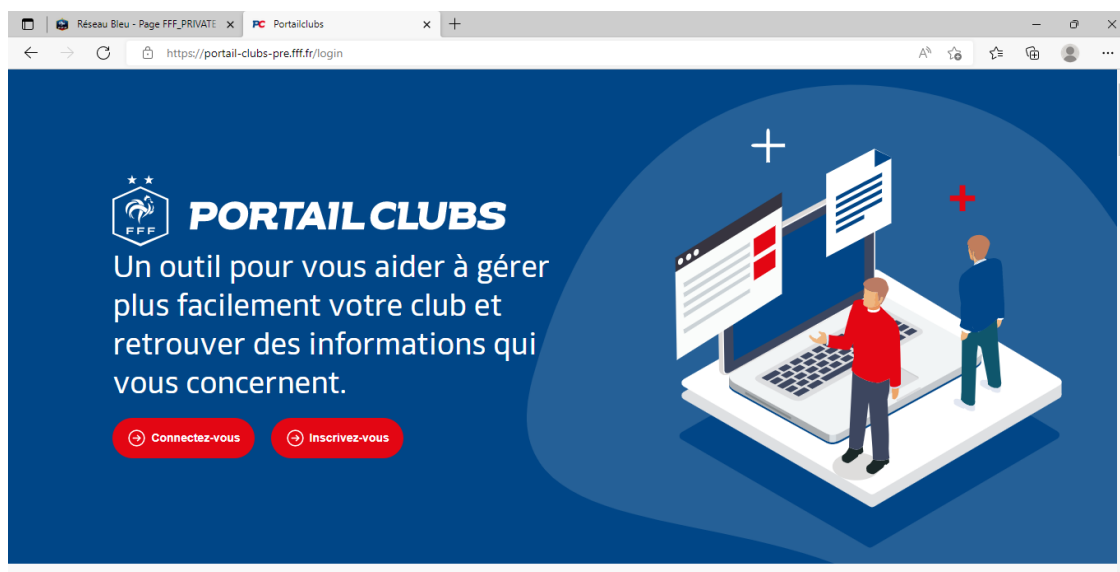 Réseau Bleu - Page FFF_PRIVATE
PC Portailclubs
https://portail-clubs-pre.fff.fr/login
FFF
PORTAIL CLUBS
Un outil pour vous aider à gérer
plus facilement votre club et
retrouver des informations qui
vous concernent.
Connectez-vous
Inscrivez-vous